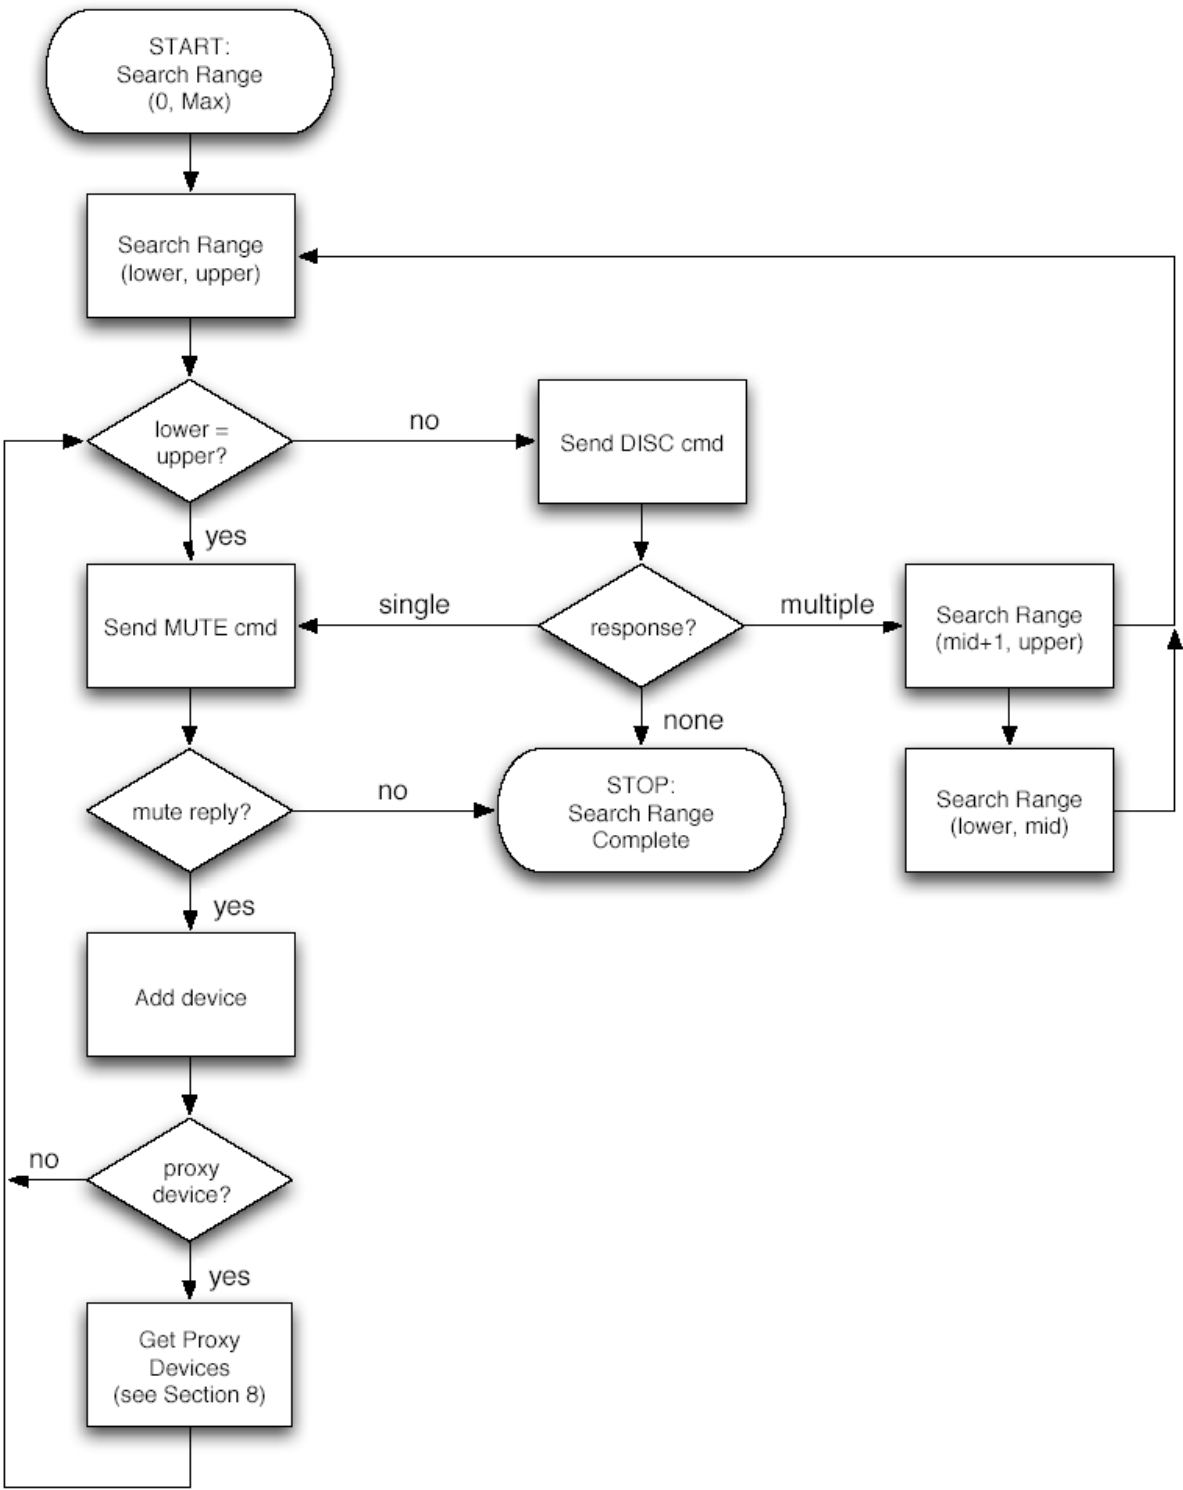 START:
Search Range
(0, Max)
Search Range
(lower, upper)
lower =
upper?
no
Send DISC cmd
yes
Send MUTE cmd
single
response?
multiple
Search Range
(mid+1, upper)
none
mute reply?
no
STOP:
Search Range
Complete
Search Range
(lower, mid)
yes
Add device
proxy
device?
no
yes
Get Proxy
Devices
(see Section 8)